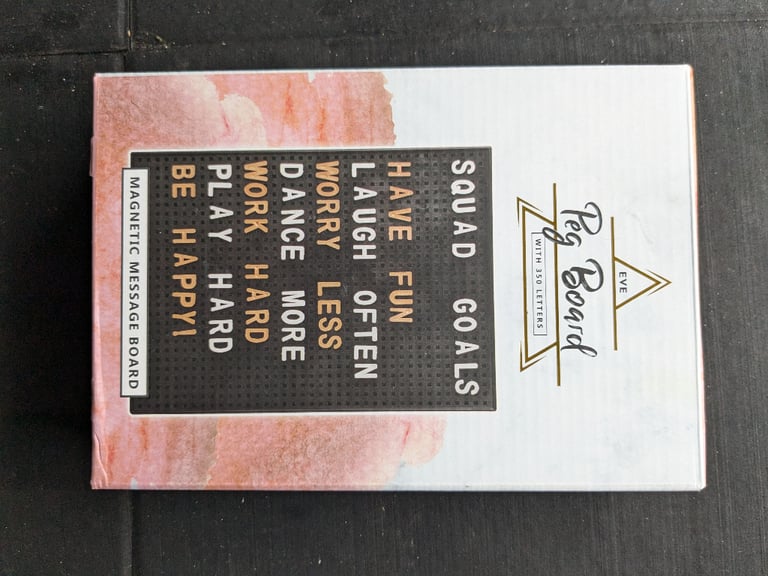 EVE
Peg Board
WITH 350 LETTERS
SQUAD GOALS
HAVE FUN
LAUGH OFTEN
WORRY LESS
DANCE MORE
WORK HARD
PLAY HARD
BE HAPPY!
MAGNETIC MESSAGE BOARD